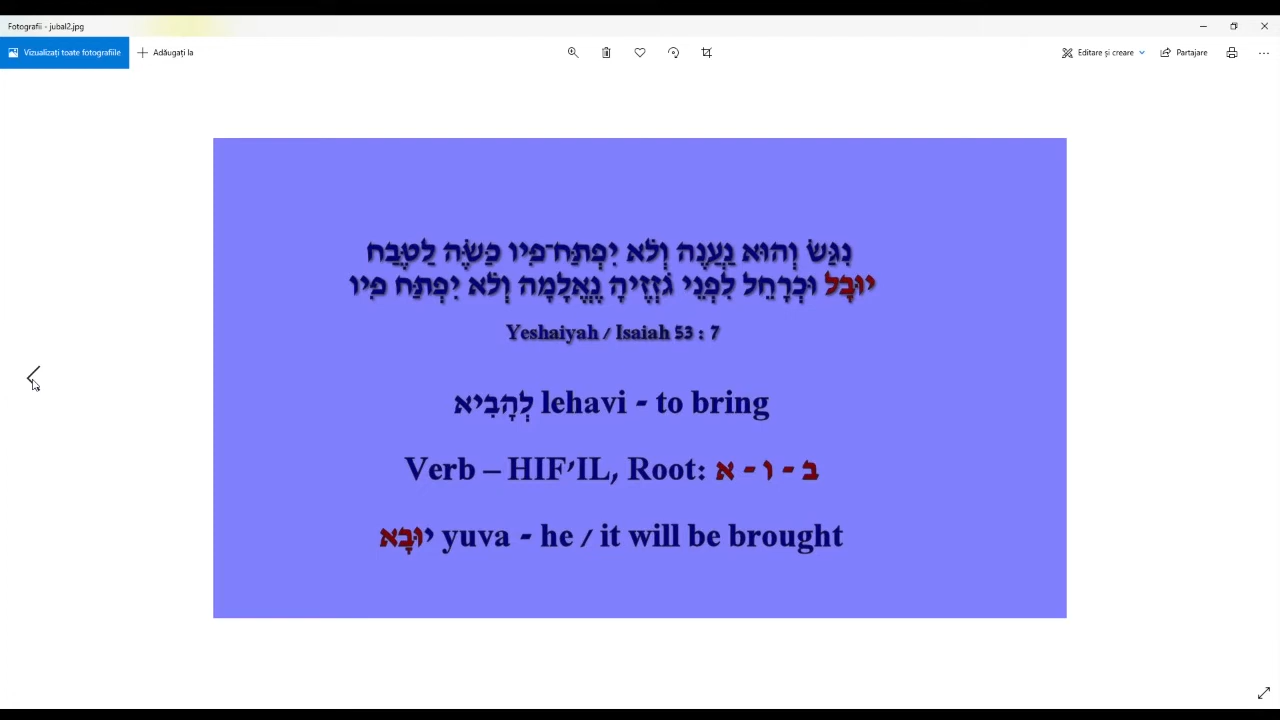 Fotografii - jubal2.jpg
Vizualizați toate fotografiile
Adăugați la
Editare și creare
Partajare
נִגַּשׂ וְהוּא נַעֲנֶה וְלֹא יִפְתַּח־פִּיו כַּשֶּׂה לַטֶּבַח
יוּבָל וּכְרָחֵל לִפְנֵי גֹזְזֶיהָ נֶאֱלָמָה וְלֹא יִפְתַּח פִּיו
Yeshaiyah / Isaiah 53 : 7
לְהָבִיא lehavi - to bring
Verb – HIF'IL, Root: ב - ו - א
יוּבָא yuva - he / it will be brought